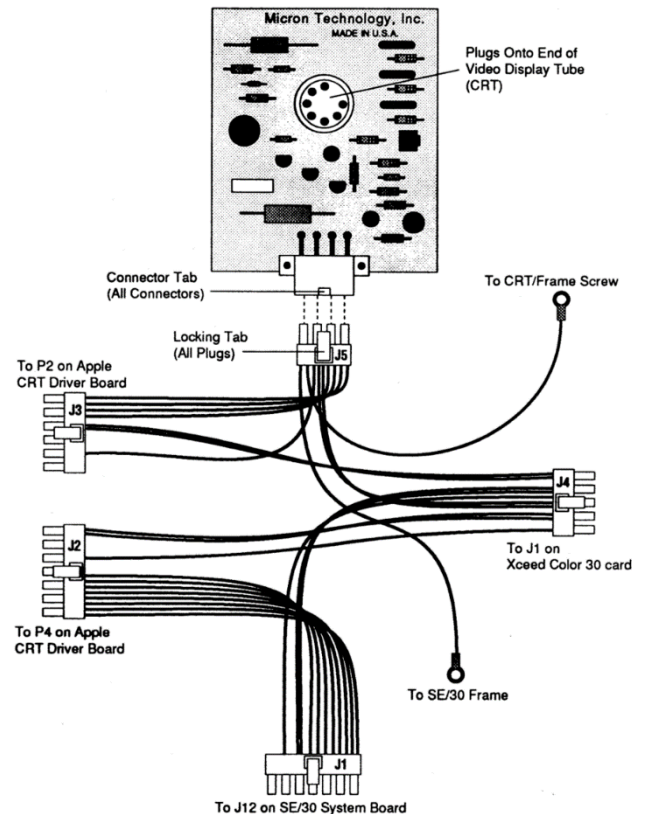 Micron Technology, Inc.
MADE IN U.S.A.
Plugs Onto End of
Video Display Tube
(CRT)
Connector Tab
(All Connectors)
To CRT/Frame Screw
Locking Tab
(All Plugs)
J5
To P2 on Apple
CRT Driver Board
J3
J4
J2
To J1 on
Xceed Color 30 card
To P4 on Apple
CRT Driver Board
To SE/30 Frame
J1
To J12 on SE/30 System Board